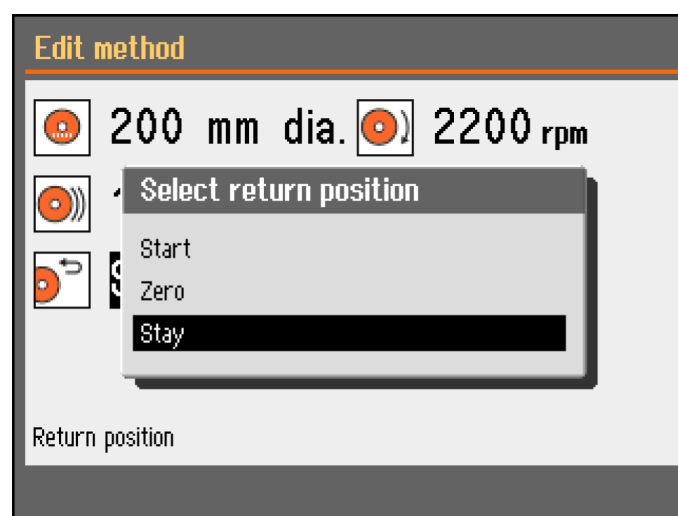 Edit method
200 mm dia. 2200 rpm
Select return position
Start
Zero
Stay
Return position